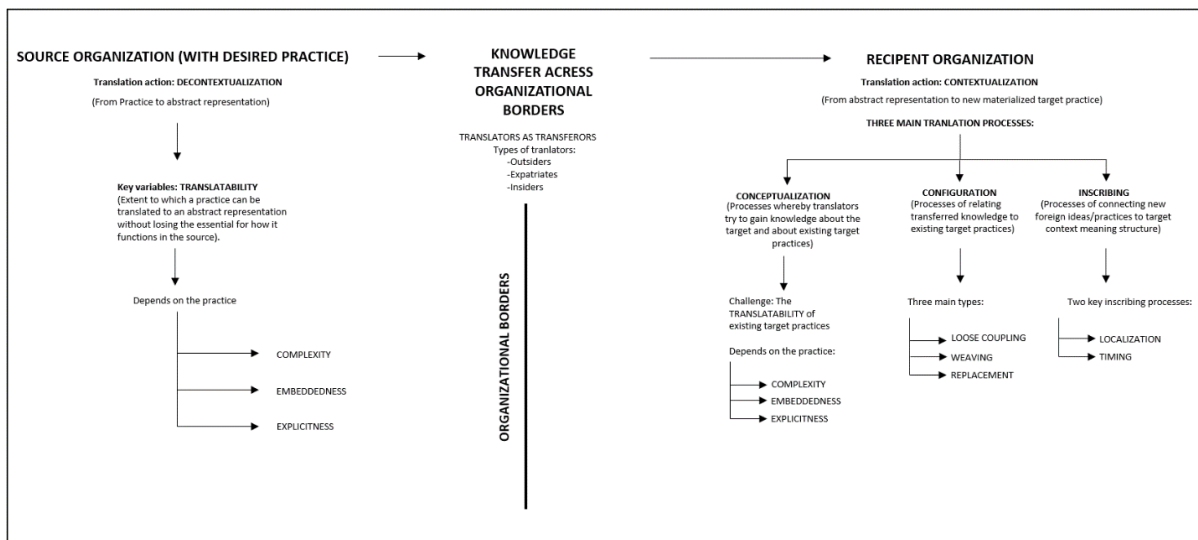 SOURCE ORGANIZATION (WITH DESIRED PRACTICE)
Translation action: DECONTEXTUALIZATION
(From Practice to abstract representation)
Key variables: TRANSLATABILITY
(Extent to which a practice can be
translated to an abstract representation
without losing the essential for how it
functions in the source).
Depends on the practice
COMPLEXITY
EMBEDDEDNESS
EXPLICITNESS
KNOWLEDGE
TRANSFER ACRESS
ORGANIZATIONAL
BORDERS
TRANSLATORS AS TRANSFERORS
Types of tranlators:
-Outsiders
-Expatriates
-Insiders
ORGANIZATIONAL BORDERS
RECIPENT ORGANIZATION
Translation action: CONTEXTUALIZATION
(From abstract representation to new materialized target practice)
THREE MAIN TRANLATION PROCESSES:
CONCEPTUALIZATION
(Processes whereby translators
try to gain knowledge about the
target and about existing target
practices)
Challenge: The
TRANSLATABILITY of
existing target practices
Depends on the practice:
COMPLEXITY
EMBEDDEDNESS
EXPLICITNESS
CONFIGURATION
(Processes of relating
transferred knowledge to
existing target practices)
Three main types:
LOOSE COUPLING
WEAVING
REPLACEMENT
INSCRIBING
(Processes of connecting new
foreign ideas/practices to target
context meaning structure)
Two key inscribing processes:
LOCALIZATION
TIMING